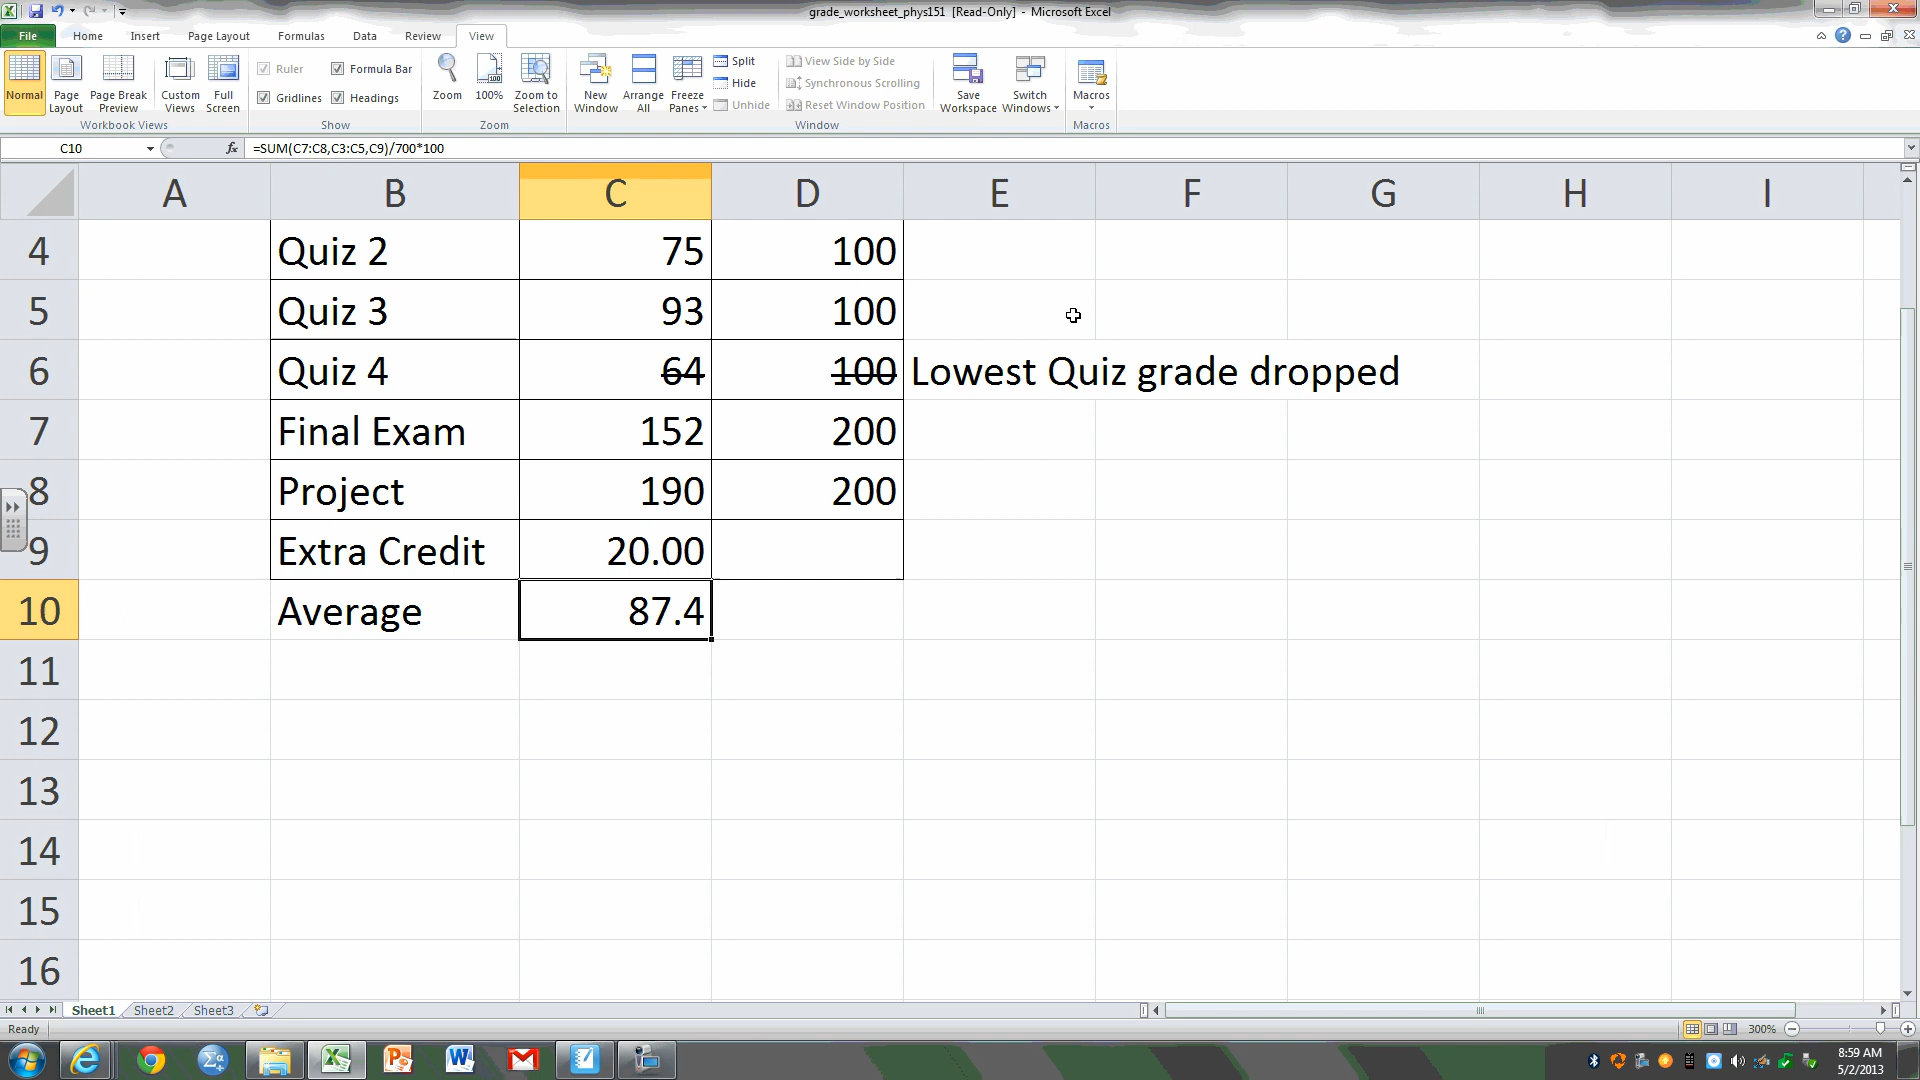 grade_worksheet_phys151 [Read-Only] - Microsoft Excel
File Home Insert Page Layout Formulas Data Review View
Normal Page Layout Page Break Preview Custom Views Full Screen
Workbook Views
Ruler Formula Bar
Gridlines Headings
Show
Zoom 100% Zoom to Selection
Zoom
New Window Arrange All Freeze Panes
Split
Hide
Unhide
View Side by Side
Synchronous Scrolling
Reset Window Position
Save Workspace Switch Windows
Window
Macros
Macros
C10 fx =SUM(C7:C8,C3:C5,C9)/700*100
A B C D E F G H I
4 Quiz 2 75 100
5 Quiz 3 93 100
6 Quiz 4 64 100 Lowest Quiz grade dropped
7 Final Exam 152 200
8 Project 190 200
9 Extra Credit 20.00
10 Average 87.4
11
12
13
14
15
16
Sheet1 Sheet2 Sheet3
Ready 300%
8:59 AM
5/2/2013